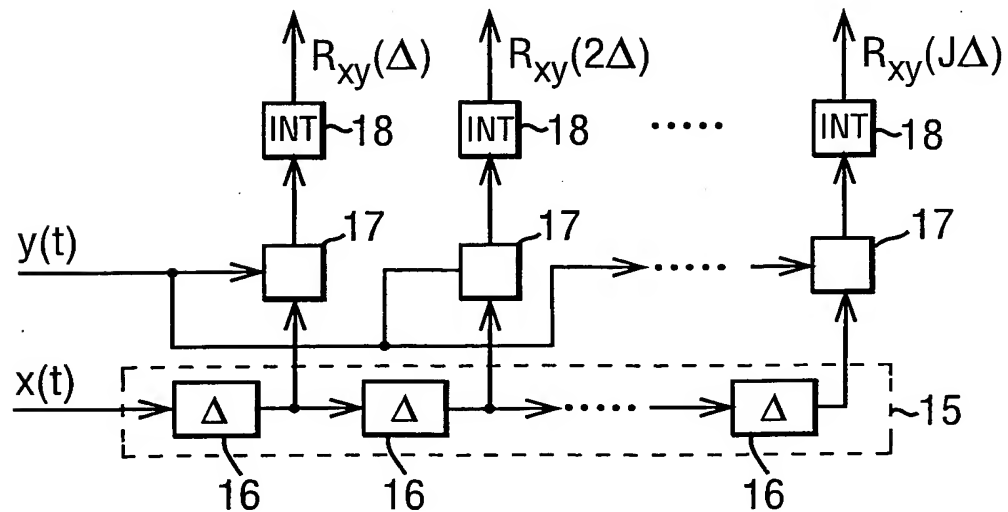 R_xy(Δ) R_xy(2Δ) R_xy(JΔ)
INT 18 INT 18 ..... INT 18
17 17 17
y(t)
.....
x(t)
Δ Δ ..... Δ 15
16 16 16